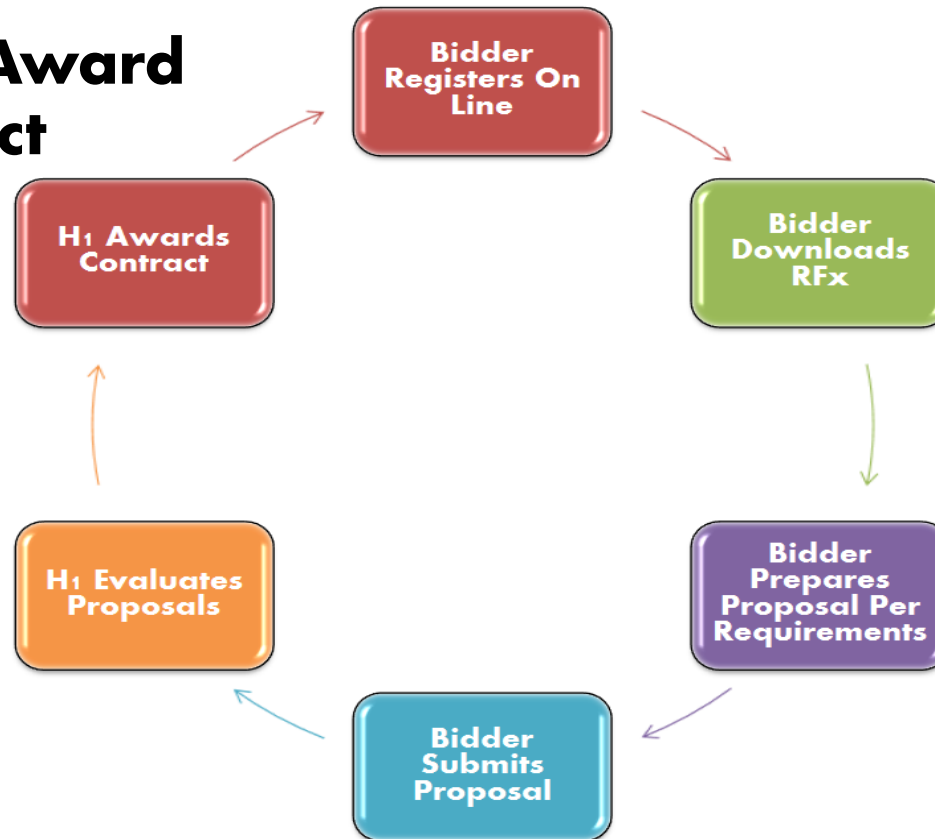 Award
ct
Bidder
Registers On
Line
Bidder
Downloads
RFx
Bidder
Prepares
Proposal Per
Requirements
Bidder
Submits
Proposal
H1 Evaluates
Proposals
H1 Awards
Contract